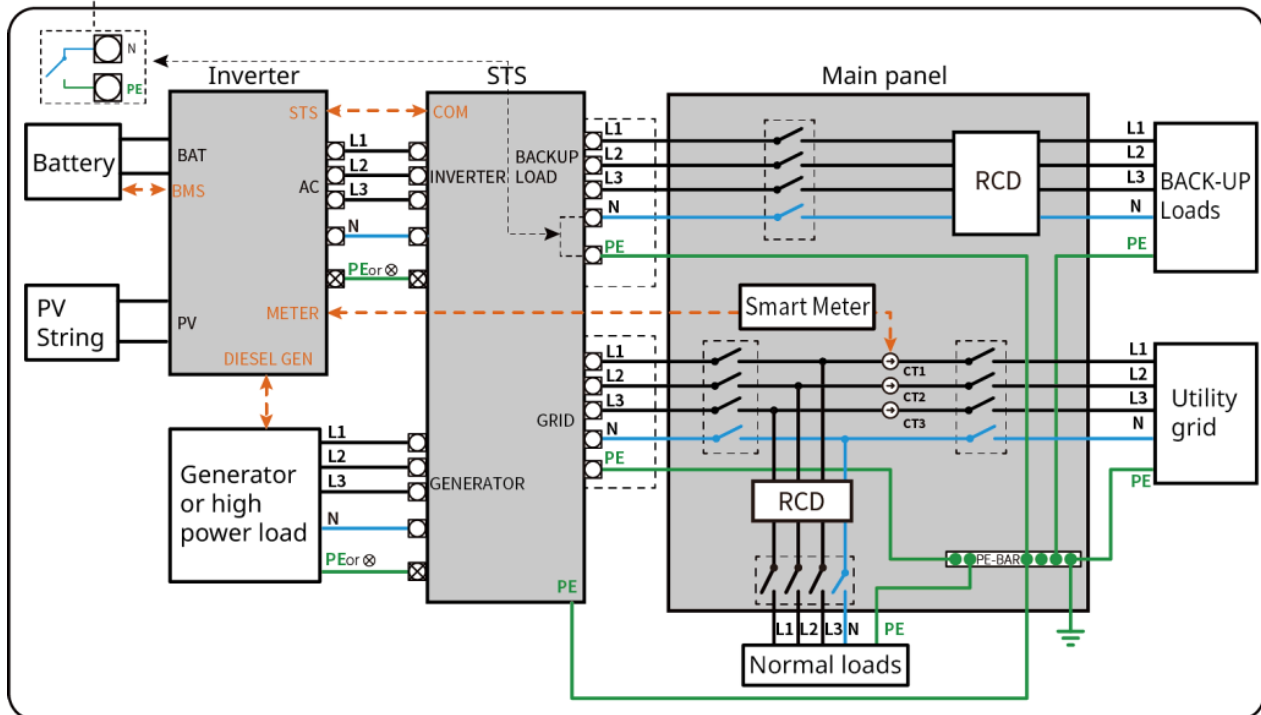 N
PE
Inverter
STS
Main panel
STS
COM
Battery
BAT
BMS
AC
L1
L2
L3
N
PE or ⊗
INVERTER
BACKUP
LOAD
L1
L2
L3
N
PE
RCD
L1
L2
L3
N
PE
BACK-UP
Loads
PV
String
PV
METER
DIESEL GEN
Smart Meter
L1
L2
L3
N
PE
GRID
CT1
CT2
CT3
L1
L2
L3
N
PE
Utility
grid
Generator
or high
power load
L1
L2
L3
N
PE or ⊗
GENERATOR
RCD
PE-BAR
PE
L1
L2
L3
N
PE
Normal loads